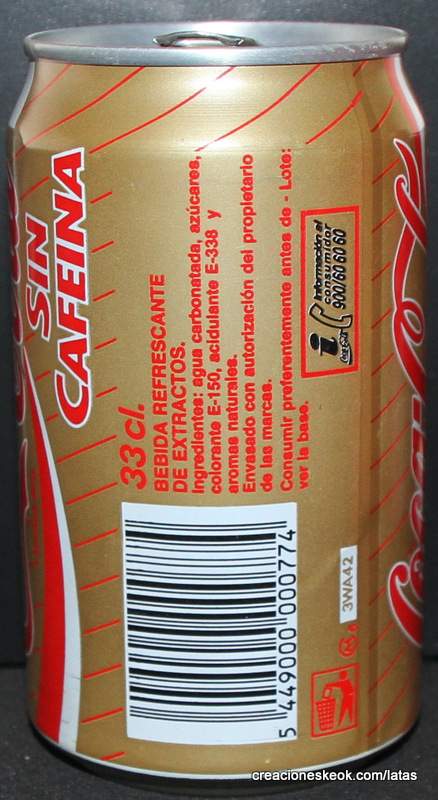 SIN
CAFEINA
33 cl.
BEBIDA REFRESCANTE
DE EXTRACTOS.
Ingredientes: agua carbonatada, azúcares,
colorante E-150, acidulante E-338 y
aromas naturales.
Envasado con autorización del propietario
de las marcas.
Consumir preferentemente antes de - Lote:
ver la base.
i
Información al
consumidor
900/60 60 60
5 449000 000774
3WA42
creacioneskeok.com/latas